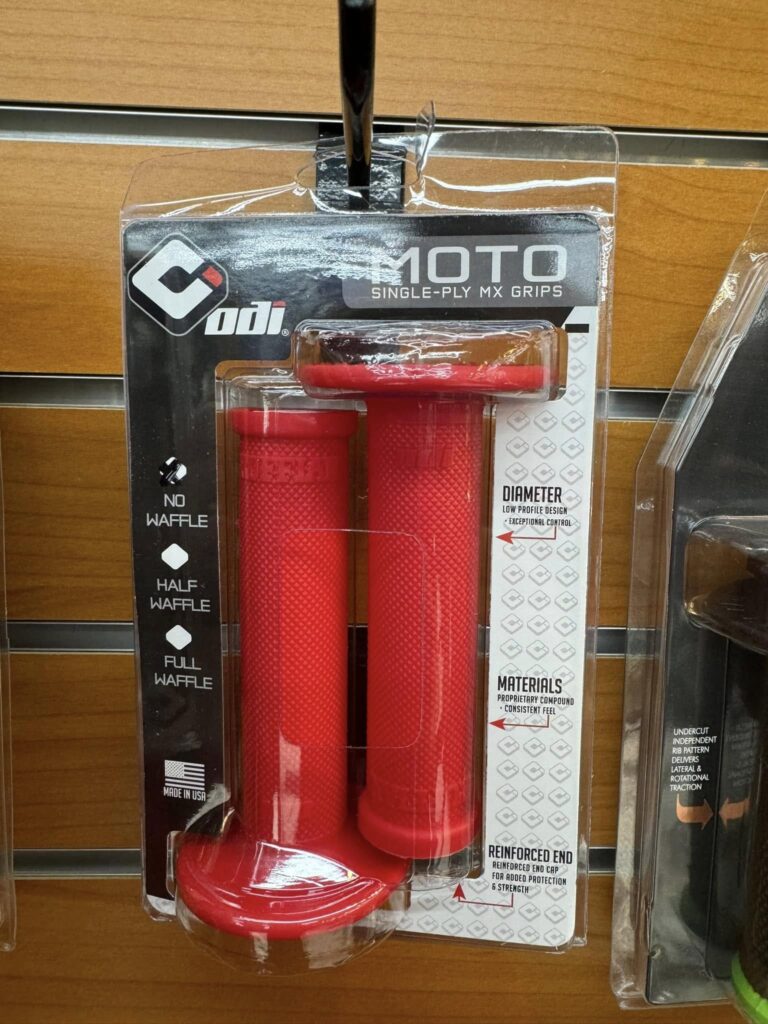 odi®
MOTO
SINGLE-PLY MX GRIPS
NO
WAFFLE
HALF
WAFFLE
FULL
WAFFLE
MADE IN USA
DIAMETER
LOW PROFILE DESIGN
- EXCEPTIONAL CONTROL
MATERIALS
PROPRIETARY COMPOUND
- CONSISTENT FEEL
REINFORCED END
REINFORCED END CAP
FOR ADDED PROTECTION
& STRENGTH
UNDERCUT
INDEPENDENT
RIB PATTERN
DELIVERS
LATERAL &
ROTATIONAL
TRACTION